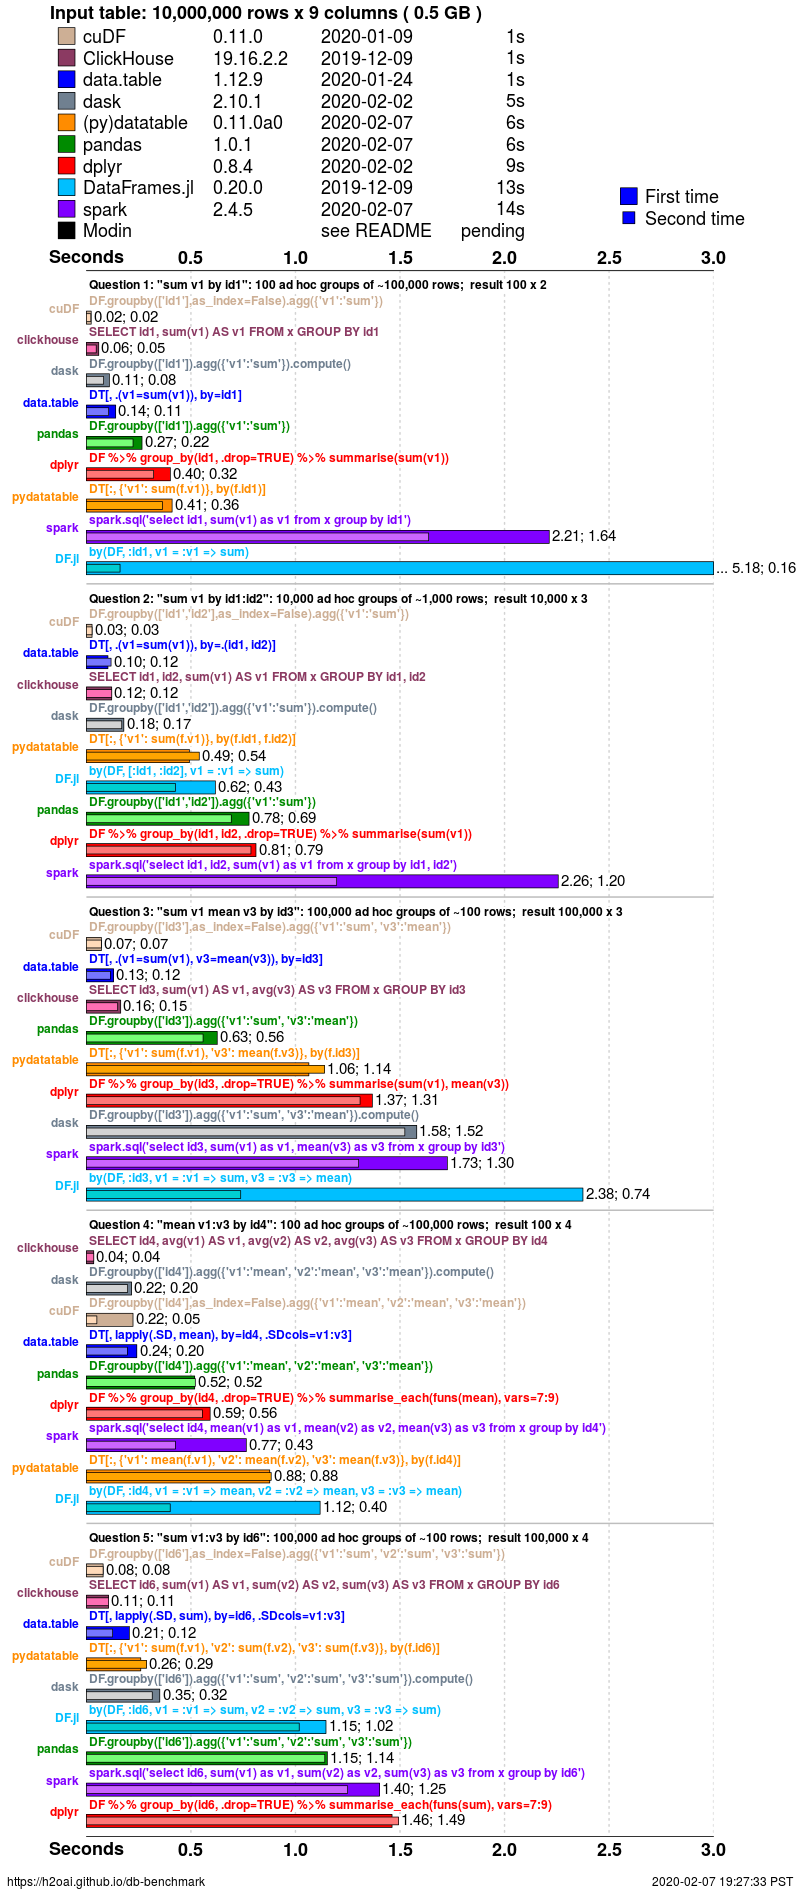 Input table: 10,000,000 rows x 9 columns ( 0.5 GB )
cuDF 0.11.0 2020-01-09 1s
ClickHouse 19.16.2.2 2019-12-09 1s
data.table 1.12.9 2020-01-24 1s
dask 2.10.1 2020-02-02 5s
(py)datatable 0.11.0a0 2020-02-07 6s
pandas 1.0.1 2020-02-07 6s
dplyr 0.8.4 2020-02-02 9s
DataFrames.jl 0.20.0 2019-12-09 13s
spark 2.4.5 2020-02-07 14s
Modin see README pending
First time
Second time
Seconds 0.5 1.0 1.5 2.0 2.5 3.0
Question 1: "sum v1 by id1": 100 ad hoc groups of ~100,000 rows; result 100 x 2
DF.groupby(['id1'],as_index=False).agg({'v1':'sum'})
cuDF 0.02; 0.02
SELECT id1, sum(v1) AS v1 FROM x GROUP BY id1
clickhouse 0.06; 0.05
DF.groupby(['id1']).agg({'v1':'sum'}).compute()
dask 0.11; 0.08
DT[, .(v1=sum(v1)), by=id1]
data.table 0.14; 0.11
DF.groupby(['id1']).agg({'v1':'sum'})
pandas 0.27; 0.22
DF %>% group_by(id1, .drop=TRUE) %>% summarise(sum(v1))
dplyr 0.40; 0.32
DT[:, {'v1': sum(f.v1)}, by(f.id1)]
pydatatable 0.41; 0.36
spark.sql('select id1, sum(v1) as v1 from x group by id1')
spark 2.21; 1.64
by(DF, :id1, v1 = :v1 => sum)
DF.jl ... 5.18; 0.16
Question 2: "sum v1 by id1:id2": 10,000 ad hoc groups of ~1,000 rows; result 10,000 x 3
DF.groupby(['id1','id2'],as_index=False).agg({'v1':'sum'})
cuDF 0.03; 0.03
DT[, .(v1=sum(v1)), by=.(id1, id2)]
data.table 0.10; 0.12
SELECT id1, id2, sum(v1) AS v1 FROM x GROUP BY id1, id2
clickhouse 0.12; 0.12
DF.groupby(['id1','id2']).agg({'v1':'sum'}).compute()
dask 0.18; 0.17
DT[:, {'v1': sum(f.v1)}, by(f.id1, f.id2)]
pydatatable 0.49; 0.54
by(DF, [:id1, :id2], v1 = :v1 => sum)
DF.jl 0.62; 0.43
DF.groupby(['id1','id2']).agg({'v1':'sum'})
pandas 0.78; 0.69
DF %>% group_by(id1, id2, .drop=TRUE) %>% summarise(sum(v1))
dplyr 0.81; 0.79
spark.sql('select id1, id2, sum(v1) as v1 from x group by id1, id2')
spark 2.26; 1.20
Question 3: "sum v1 mean v3 by id3": 100,000 ad hoc groups of ~100 rows; result 100,000 x 3
DF.groupby(['id3'],as_index=False).agg({'v1':'sum', 'v3':'mean'})
cuDF 0.07; 0.07
DT[, .(v1=sum(v1), v3=mean(v3)), by=id3]
data.table 0.13; 0.12
SELECT id3, sum(v1) AS v1, avg(v3) AS v3 FROM x GROUP BY id3
clickhouse 0.16; 0.15
DF.groupby(['id3']).agg({'v1':'sum', 'v3':'mean'})
pandas 0.63; 0.56
DT[:, {'v1': sum(f.v1), 'v3': mean(f.v3)}, by(f.id3)]
pydatatable 1.06; 1.14
DF %>% group_by(id3, .drop=TRUE) %>% summarise(sum(v1), mean(v3))
dplyr 1.37; 1.31
DF.groupby(['id3']).agg({'v1':'sum', 'v3':'mean'}).compute()
dask 1.58; 1.52
spark.sql('select id3, sum(v1) as v1, mean(v3) as v3 from x group by id3')
spark 1.73; 1.30
by(DF, :id3, v1 = :v1 => sum, v3 = :v3 => mean)
DF.jl 2.38; 0.74
Question 4: "mean v1:v3 by id4": 100 ad hoc groups of ~100,000 rows; result 100 x 4
SELECT id4, avg(v1) AS v1, avg(v2) AS v2, avg(v3) AS v3 FROM x GROUP BY id4
clickhouse 0.04; 0.04
DF.groupby(['id4']).agg({'v1':'mean', 'v2':'mean', 'v3':'mean'}).compute()
dask 0.22; 0.20
DF.groupby(['id4'],as_index=False).agg({'v1':'mean', 'v2':'mean', 'v3':'mean'})
cuDF 0.22; 0.05
DT[, lapply(.SD, mean), by=id4, .SDcols=v1:v3]
data.table 0.24; 0.20
DF.groupby(['id4']).agg({'v1':'mean', 'v2':'mean', 'v3':'mean'})
pandas 0.52; 0.52
DF %>% group_by(id4, .drop=TRUE) %>% summarise_each(funs(mean), vars=7:9)
dplyr 0.59; 0.56
spark.sql('select id4, mean(v1) as v1, mean(v2) as v2, mean(v3) as v3 from x group by id4')
spark 0.77; 0.43
DT[:, {'v1': mean(f.v1), 'v2': mean(f.v2), 'v3': mean(f.v3)}, by(f.id4)]
pydatatable 0.88; 0.88
by(DF, :id4, v1 = :v1 => mean, v2 = :v2 => mean, v3 = :v3 => mean)
DF.jl 1.12; 0.40
Question 5: "sum v1:v3 by id6": 100,000 ad hoc groups of ~100 rows; result 100,000 x 4
DF.groupby(['id6'],as_index=False).agg({'v1':'sum', 'v2':'sum', 'v3':'sum'})
cuDF 0.08; 0.08
SELECT id6, sum(v1) AS v1, sum(v2) AS v2, sum(v3) AS v3 FROM x GROUP BY id6
clickhouse 0.11; 0.11
DT[, lapply(.SD, sum), by=id6, .SDcols=v1:v3]
data.table 0.21; 0.12
DT[:, {'v1': sum(f.v1), 'v2': sum(f.v2), 'v3': sum(f.v3)}, by(f.id6)]
pydatatable 0.26; 0.29
DF.groupby(['id6']).agg({'v1':'sum', 'v2':'sum', 'v3':'sum'}).compute()
dask 0.35; 0.32
by(DF, :id6, v1 = :v1 => sum, v2 = :v2 => sum, v3 = :v3 => sum)
DF.jl 1.15; 1.02
DF.groupby(['id6']).agg({'v1':'sum', 'v2':'sum', 'v3':'sum'})
pandas 1.15; 1.14
spark.sql('select id6, sum(v1) as v1, sum(v2) as v2, sum(v3) as v3 from x group by id6')
spark 1.40; 1.25
DF %>% group_by(id6, .drop=TRUE) %>% summarise_each(funs(sum), vars=7:9)
dplyr 1.46; 1.49
Seconds 0.5 1.0 1.5 2.0 2.5 3.0
https://h2oai.github.io/db-benchmark 2020-02-07 19:27:33 PST